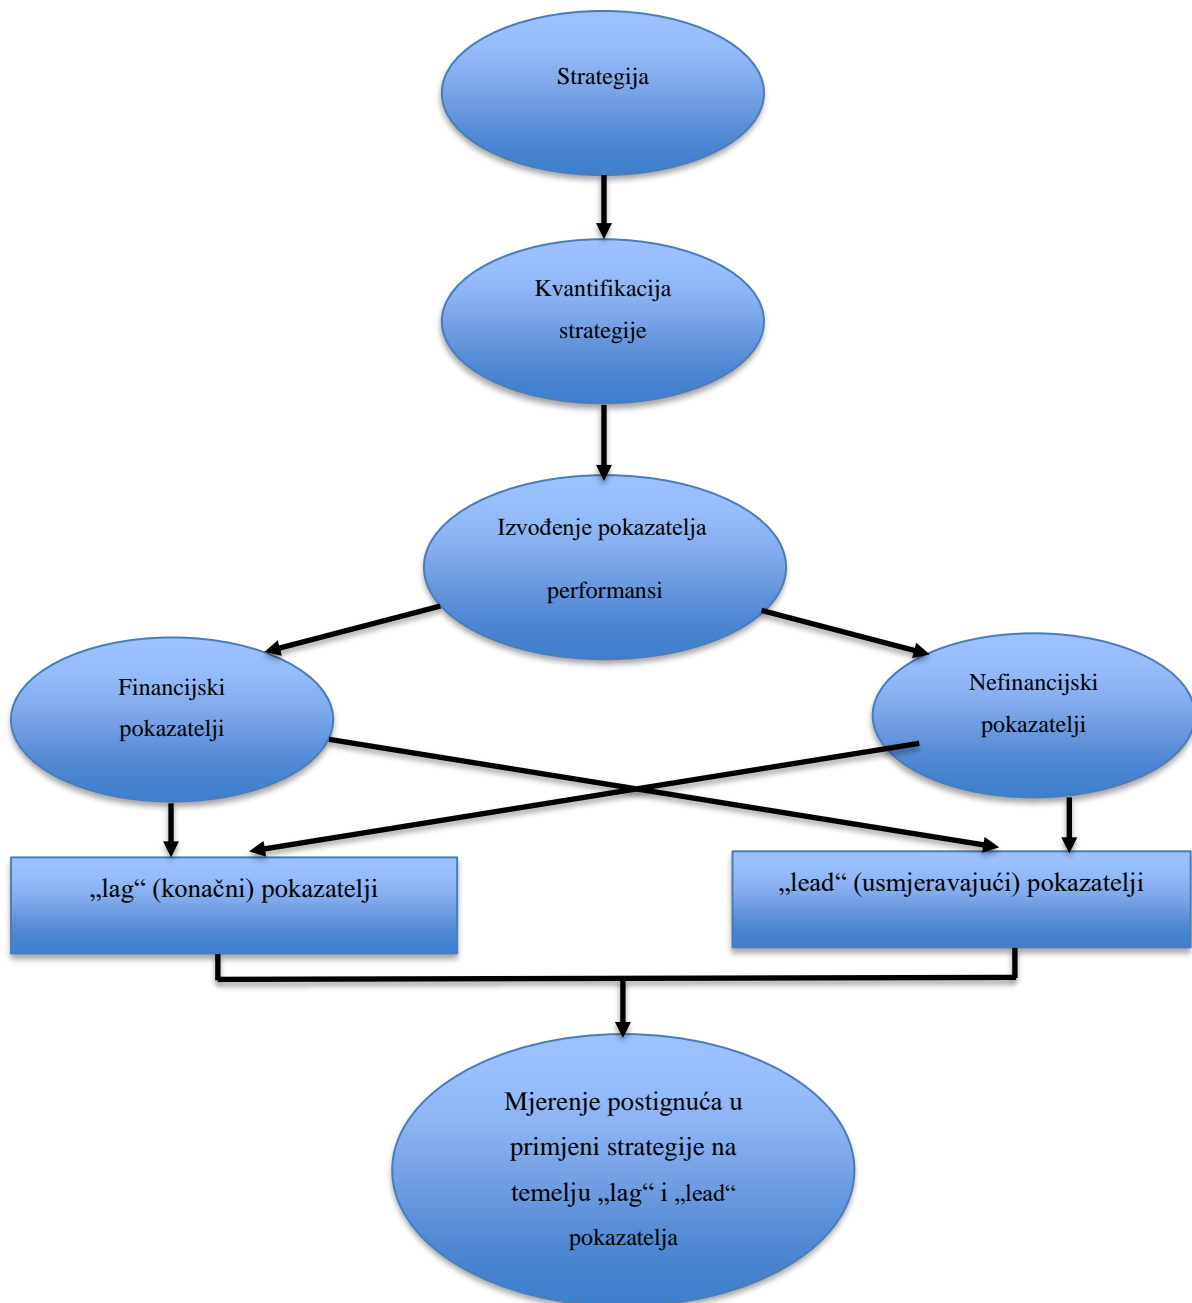 Strategija
Kvantifikacija
strategije
Izvođenje pokazatelja
performansi
Financijski
pokazatelji
Nefinancijski
pokazatelji
„lag“ (konačni) pokazatelji
„lead“ (usmjeravajući) pokazatelji
Mjerenje postignuća u
primjeni strategije na
temelju „lag“ i „lead“
pokazatelja